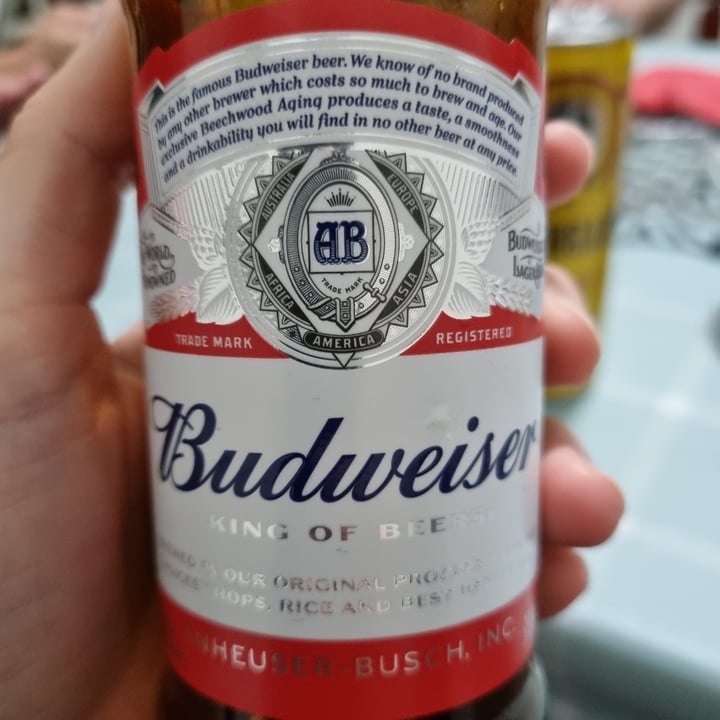 This is the famous Budweiser beer. We know of no brand produced
by any other brewer which costs so much to brew and age. Our
exclusive Beechwood Aging produces a taste, a smoothness
and a drinkability you will find in no other beer at any price.
AUSTRALIA
EUROPE
AB
TRADE MARK
AFRICA
ASIA
AMERICA
TRADE MARK
REGISTERED
Budweiser
KING OF BEERS
OUR ORIGINAL
HOPS, RICE AND BEST
ANHEUSER-BUSCH, INC.